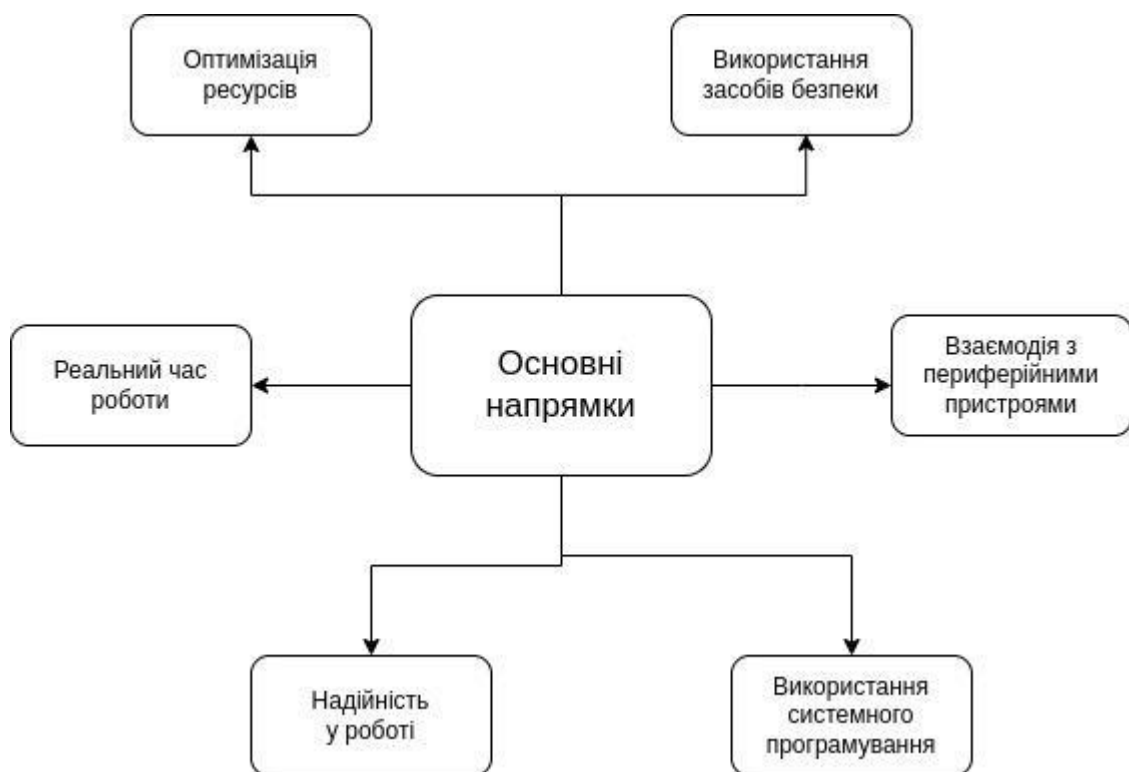 Оптимізація
ресурсів
Використання
засобів безпеки
Реальний час
роботи
Основні
напрямки
Взаємодія з
периферійними
пристроями
Надійність
у роботі
Використання
системного
програмування